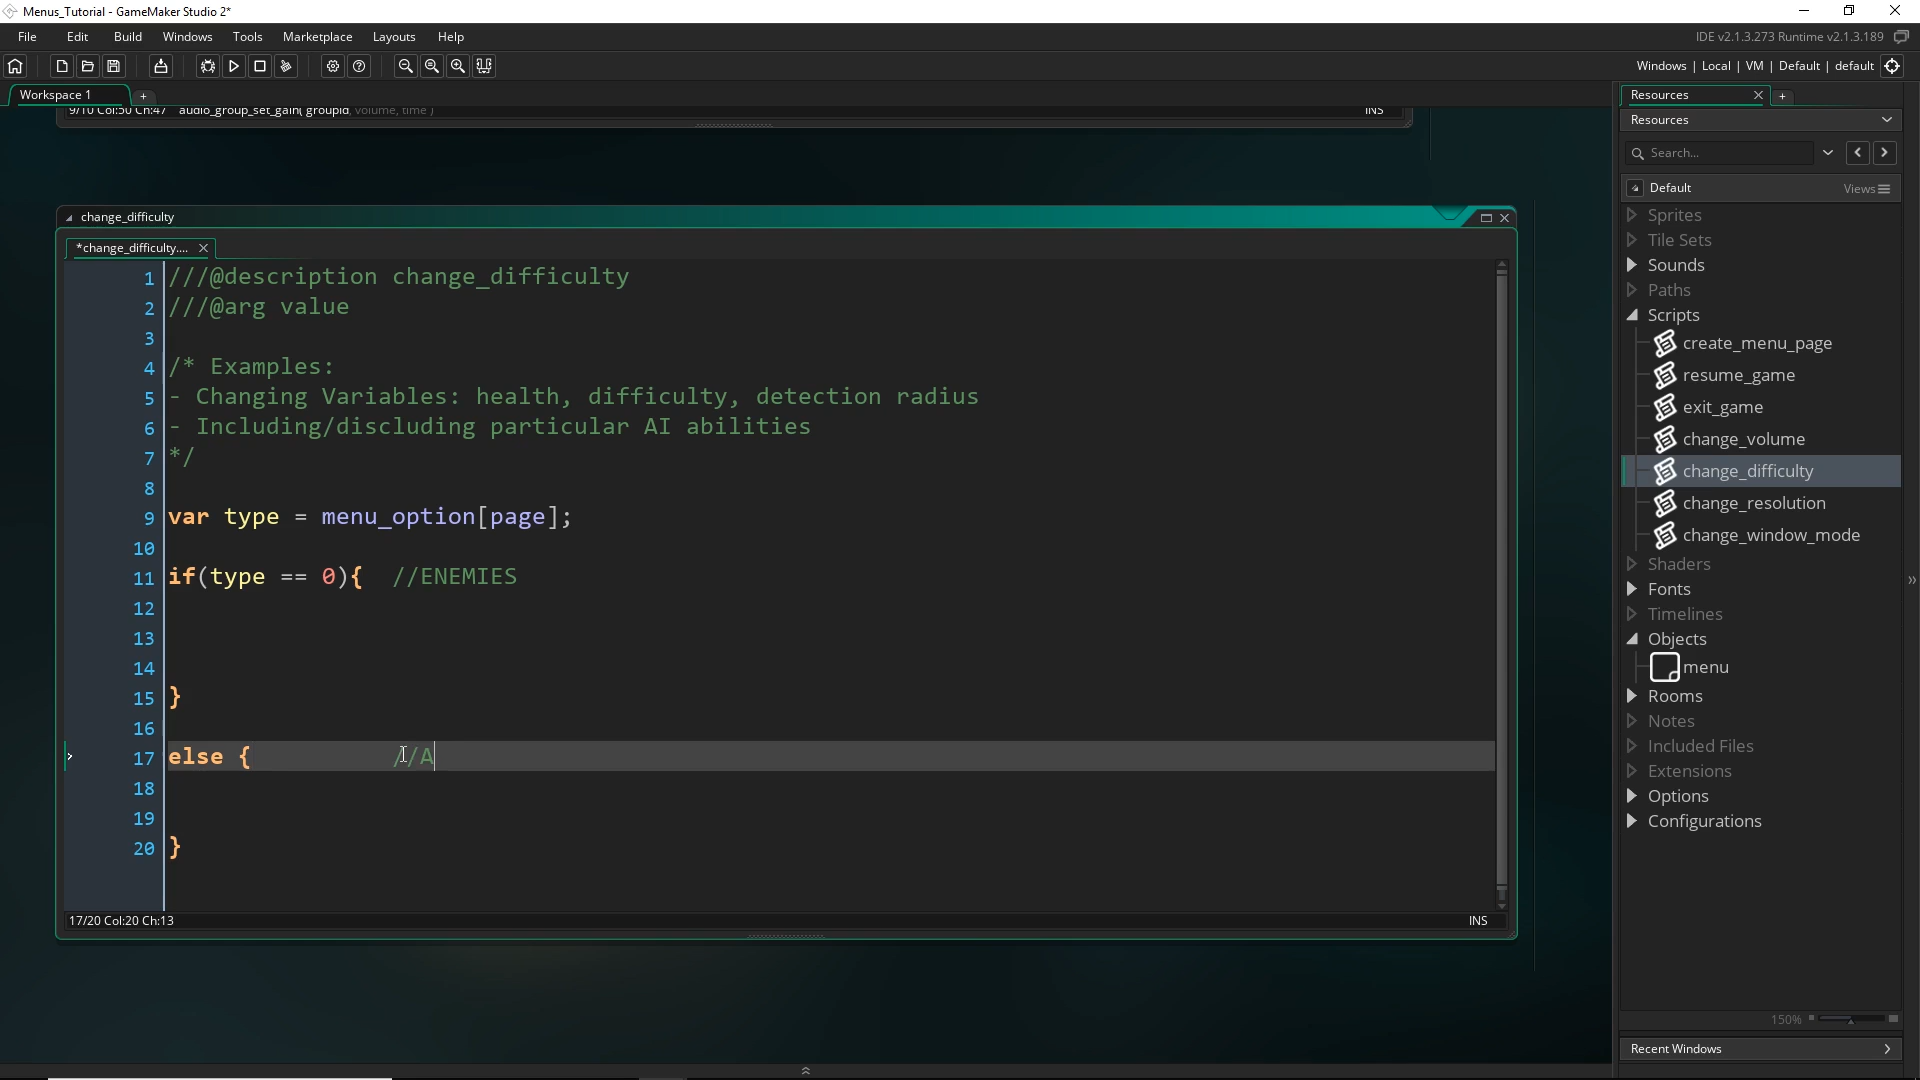 Menus_Tutorial - GameMaker Studio 2*
File Edit Build Windows Tools Marketplace Layouts Help
IDE v2.1.3.273 Runtime v2.1.3.189
Windows | Local | VM | Default | default
Workspace 1 +
9/10 Col:50 Ch:47 audio_group_set_gain( groupid, volume, time )
INS
change_difficulty
*change_difficulty....
1 ///@description change_difficulty
2 ///@arg value
3
4 /* Examples:
5 - Changing Variables: health, difficulty, detection radius
6 - Including/discluding particular AI abilities
7 */
8
9 var type = menu_option[page];
10
11 if(type == 0){ //ENEMIES
12
13
14
15 }
16
17 else { //A
18
19
20 }
17/20 Col:20 Ch:13
INS
Resources +
Resources
Search...
Default Views
Sprites
Tile Sets
Sounds
Paths
Scripts
create_menu_page
resume_game
exit_game
change_volume
change_difficulty
change_resolution
change_window_mode
Shaders
Fonts
Timelines
Objects
menu
Rooms
Notes
Included Files
Extensions
Options
Configurations
150%
Recent Windows